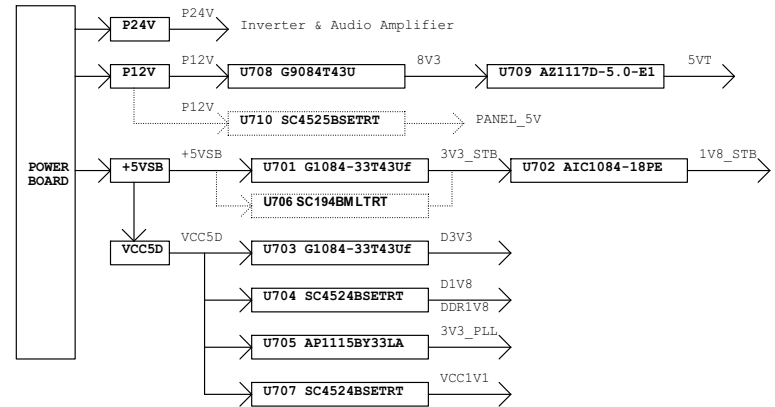 P24V
P24V
Inverter & Audio Amplifier
P12V
P12V
U708 G9084T43U
8V3
U709 AZ1117D-5.0-E1
5VT
P12V
U710 SC4525BSETRT
PANEL_5V
POWER
BOARD
+5VSB
+5VSB
U701 G1084-33T43Uf
3V3_STB
U702 AIC1084-18PE
1V8_STB
U706 SC194BMLTRT
VCC5D
VCC5D
U703 G1084-33T43Uf
D3V3
U704 SC4524BSETRT
D1V8
DDR1V8
U705 AP1115BY33LA
3V3_PLL
U707 SC4524BSETRT
VCC1V1